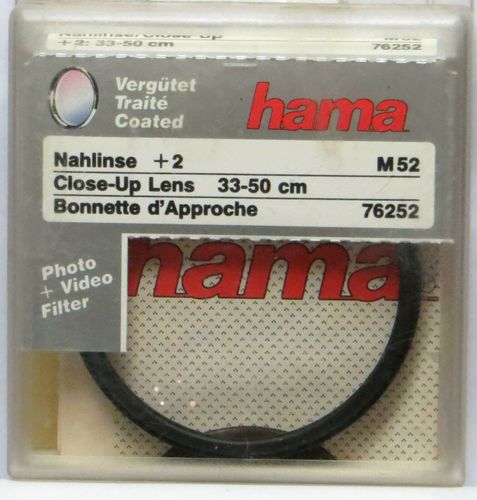 Nahlinse/Close-Up M52
+2: 33-50 cm 76252
Vergütet
Traité
Coated
hama
Nahlinse +2 M52
Close-Up Lens 33-50 cm
Bonnette d'Approche 76252
hama
Photo
+ Video
Filter